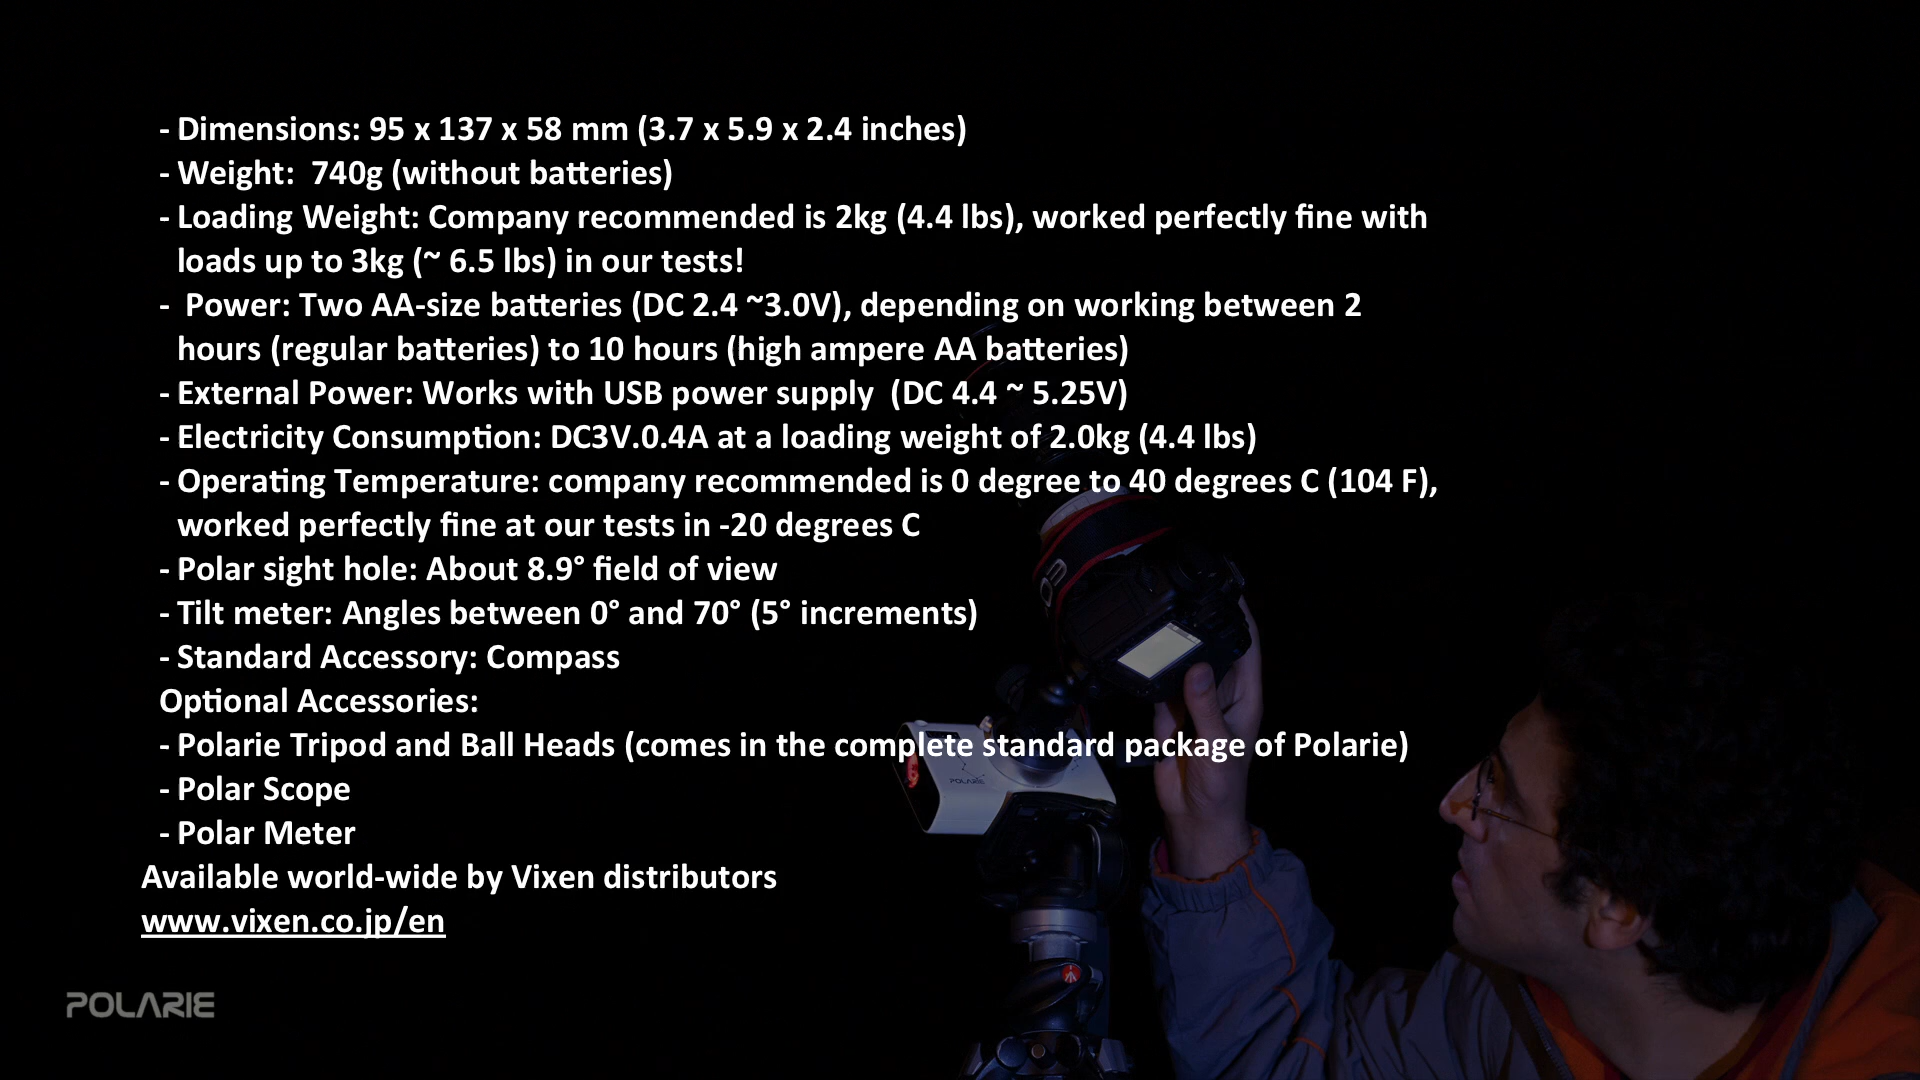 - Dimensions: 95 x 137 x 58 mm (3.7 x 5.9 x 2.4 inches)
- Weight:  740g (without batteries)
- Loading Weight: Company recommended is 2kg (4.4 lbs), worked perfectly fine with
loads up to 3kg (~ 6.5 lbs) in our tests!
-  Power: Two AA-size batteries (DC 2.4 ~3.0V), depending on working between 2
hours (regular batteries) to 10 hours (high ampere AA batteries)
- External Power: Works with USB power supply  (DC 4.4 ~ 5.25V)
- Electricity Consumption: DC3V.0.4A at a loading weight of 2.0kg (4.4 lbs)
- Operating Temperature: company recommended is 0 degree to 40 degrees C (104 F),
worked perfectly fine at our tests in -20 degrees C
- Polar sight hole: About 8.9° field of view
- Tilt meter: Angles between 0° and 70° (5° increments)
- Standard Accessory: Compass
Optional Accessories:
- Polarie Tripod and Ball Heads (comes in the complete standard package of Polarie)
- Polar Scope
- Polar Meter
Available world-wide by Vixen distributors
www.vixen.co.jp/en
POLARIE
POLARIE